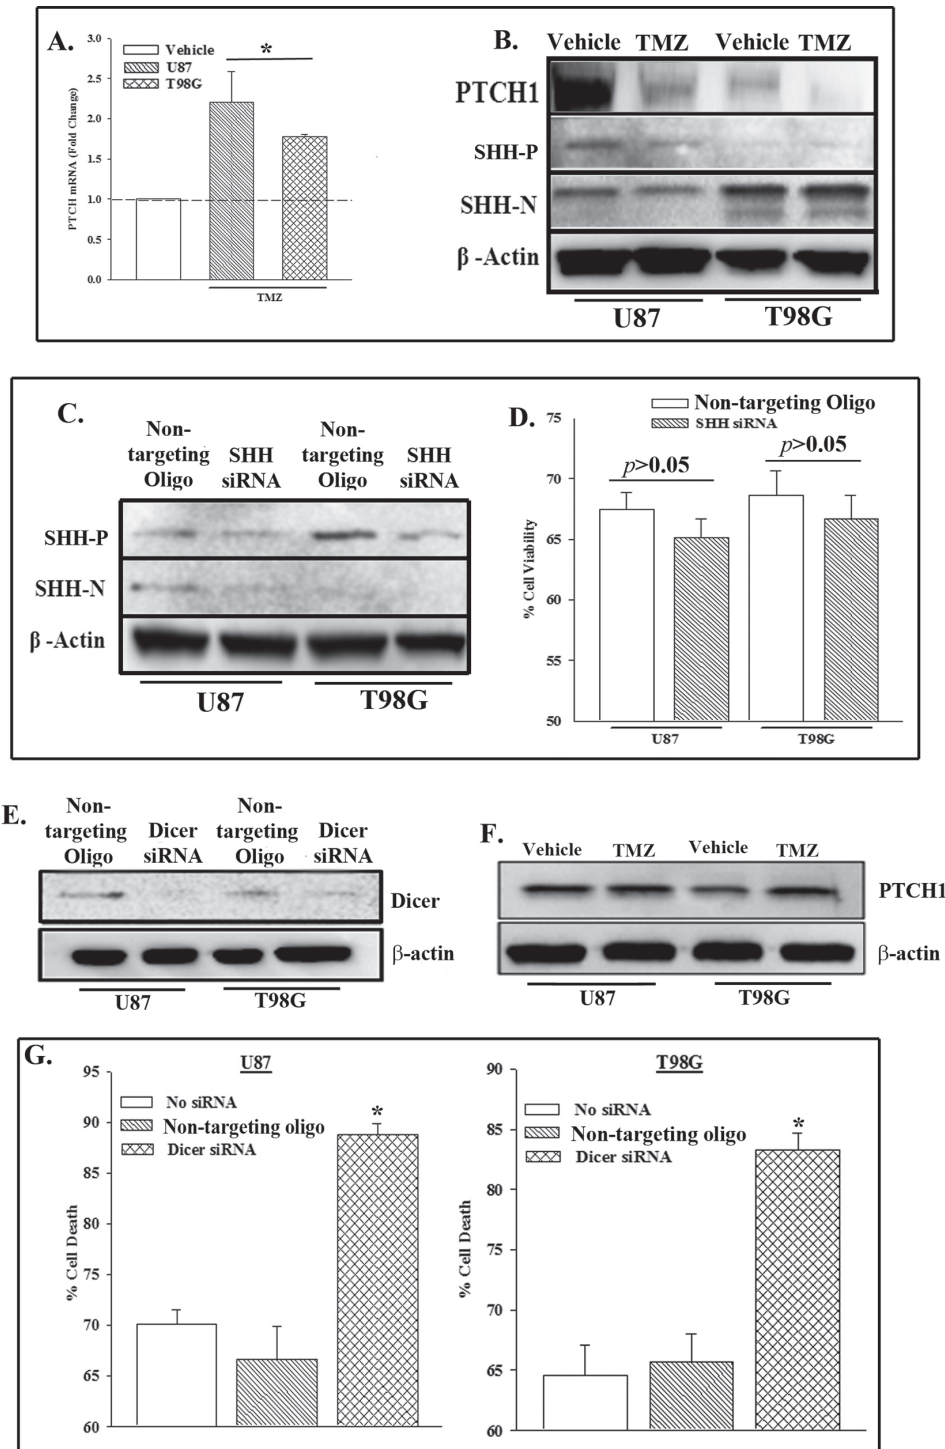 A.
3.0
2.5
2.0
1.5
1.0
0.5
0.0
PTCH mRNA (Fold Change)
Vehicle
U87
T98G
*
TMZ
B.
Vehicle TMZ Vehicle TMZ
PTCH1
SHH-P
SHH-N
β -Actin
U87 T98G
C.
Non-targeting Oligo
SHH siRNA
Non-targeting Oligo
SHH siRNA
SHH-P
SHH-N
β -Actin
U87 T98G
D.
75
70
65
60
55
50
% Cell Viability
Non-targeting Oligo
SHH siRNA
p>0.05
p>0.05
U87 T98G
E.
Non-targeting Oligo
Dicer siRNA
Non-targeting Oligo
Dicer siRNA
Dicer
β-actin
U87 T98G
F.
Vehicle TMZ Vehicle TMZ
PTCH1
β-actin
U87 T98G
G.
U87
95
90
85
80
75
70
65
60
% Cell Death
No siRNA
Non-targeting oligo
Dicer siRNA
*
T98G
90
85
80
75
70
65
60
% Cell Death
No siRNA
Non-targeting oligo
Dicer siRNA
*